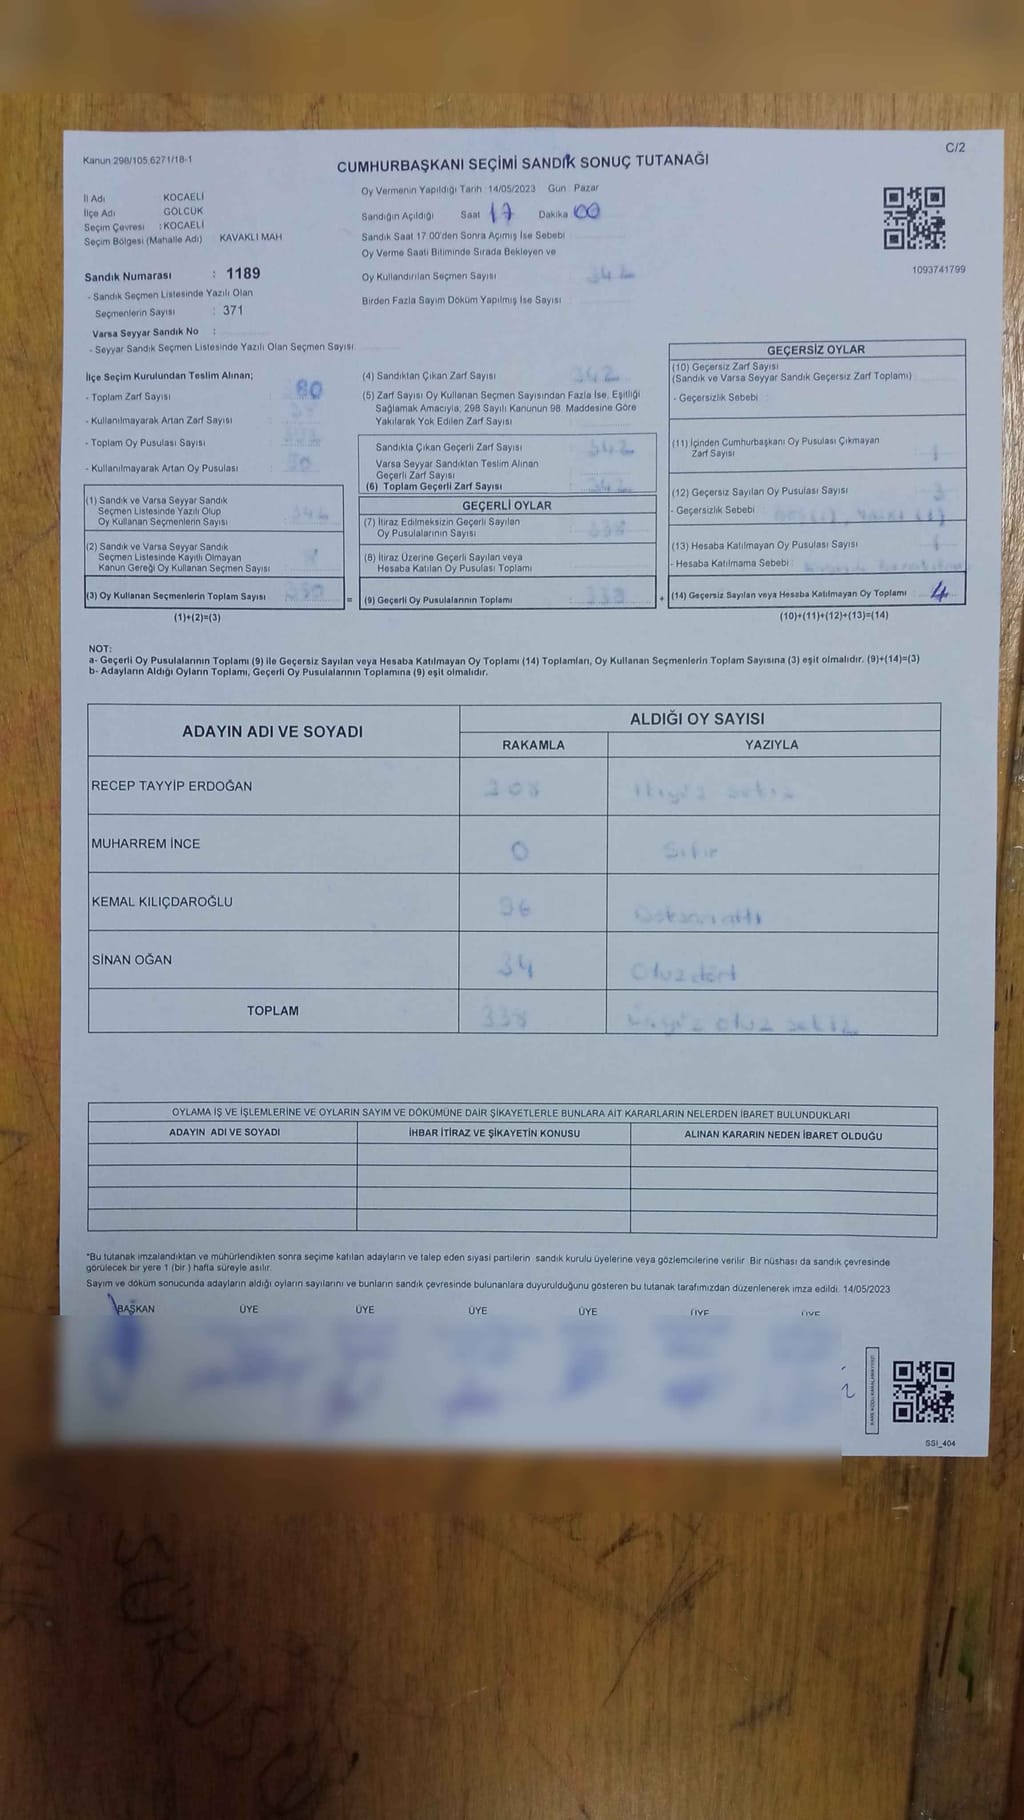 Kanun 298/105,6271/18-1
C/2
CUMHURBAŞKANI SEÇİMİ SANDIK SONUÇ TUTANAĞI
İl Adı KOCAELİ
İlçe Adı GÖLCÜK
Seçim Çevresi : KOCAELİ
Seçim Bölgesi (Mahalle Adı) KAVAKLI MAH
Sandık Numarası : 1189
- Sandık Seçmen Listesinde Yazılı Olan
Seçmenlerin Sayısı : 371
Varsa Seyyar Sandık No :
- Seyyar Sandık Seçmen Listesinde Yazılı Olan Seçmen Sayısı
Oy Vermenin Yapıldığı Tarih : 14/05/2023 Gün : Pazar
Sandığın Açıldığı Saat 17 Dakika 00
Sandık Saat 17:00'den Sonra Açımış İse Sebebi
Oy Verme Saati Bitiminde Sırada Bekleyen ve
Oy Kullandırılan Seçmen Sayısı 342
Birden Fazla Sayım Döküm Yapılmış İse Sayısı
1093741799
İlçe Seçim Kurulundan Teslim Alınan;
- Toplam Zarf Sayısı 80
- Kullanılmayarak Artan Zarf Sayısı
- Toplam Oy Pusulası Sayısı
- Kullanılmayarak Artan Oy Pusulası
(1) Sandık ve Varsa Seyyar Sandık
Seçmen Listesinde Yazılı Olup
Oy Kullanan Seçmenlerin Sayısı
(2) Sandık ve Varsa Seyyar Sandık
Seçmen Listesinde Kayıtlı Olmayan
Kanun Gereği Oy Kullanan Seçmen Sayısı
(3) Oy Kullanan Seçmenlerin Toplam Sayısı
(1)+(2)=(3)
(4) Sandıktan Çıkan Zarf Sayısı 342
(5) Zarf Sayısı Oy Kullanan Seçmen Sayısından Fazla İse, Eşitliği
Sağlamak Amacıyla, 298 Sayılı Kanunun 98. Maddesine Göre
Yakılarak Yok Edilen Zarf Sayısı
Sandıkta Çıkan Geçerli Zarf Sayısı 342
Varsa Seyyar Sandıktan Teslim Alınan
Geçerli Zarf Sayısı
(6) Toplam Geçerli Zarf Sayısı 342
GEÇERLİ OYLAR
(7) İtiraz Edilmeksizin Geçerli Sayılan
Oy Pusulalarının Sayısı 338
(8) İtiraz Üzerine Geçerli Sayılan veya
Hesaba Katılan Oy Pusulası Toplamı
= (9) Geçerli Oy Pusulalarının Toplamı : 338
GEÇERSİZ OYLAR
(10) Geçersiz Zarf Sayısı
(Sandık ve Varsa Seyyar Sandık Geçersiz Zarf Toplamı)
- Geçersizlik Sebebi
(11) İçinden Cumhurbaşkanı Oy Pusulası Çıkmayan
Zarf Sayısı
(12) Geçersiz Sayılan Oy Pusulası Sayısı 3
- Geçersizlik Sebebi
(13) Hesaba Katılmayan Oy Pusulası Sayısı
- Hesaba Katılmama Sebebi
+ (14) Geçersiz Sayılan veya Hesaba Katılmayan Oy Toplamı 4
(10)+(11)+(12)+(13)=(14)
NOT:
a- Geçerli Oy Pusulalarının Toplamı (9) ile Geçersiz Sayılan veya Hesaba Katılmayan Oy Toplamı (14) Toplamları, Oy Kullanan Seçmenlerin Toplam Sayısına (3) eşit olmalıdır. (9)+(14)=(3)
b- Adayların Aldığı Oyların Toplamı, Geçerli Oy Pusulalarının Toplamına (9) eşit olmalıdır.
ADAYIN ADI VE SOYADI ALDIĞI OY SAYISI
RAKAMLA YAZIYLA
RECEP TAYYİP ERDOĞAN 208 ikiyüz sekiz
MUHARREM İNCE 0 Sıfır
KEMAL KILIÇDAROĞLU 96 Doksanaltı
SİNAN OĞAN 34 Otuzdört
TOPLAM 338 üçyüz otuz sekiz
OYLAMA İŞ VE İŞLEMLERİNE VE OYLARIN SAYIM VE DÖKÜMÜNE DAİR ŞİKAYETLERLE BUNLARA AİT KARARLARIN NELERDEN İBARET BULUNDUKLARI
ADAYIN ADI VE SOYADI İHBAR İTİRAZ VE ŞİKAYETİN KONUSU ALINAN KARARIN NEDEN İBARET OLDUĞU
*Bu tutanak imzalandıktan ve mühürlendikten sonra seçime katılan adayların ve talep eden siyasi partilerin sandık kurulu üyelerine veya gözlemcilerine verilir. Bir nüshası da sandık çevresinde
görülecek bir yere 1 (bir ) hafta süreyle asılır.
Sayım ve döküm sonucunda adayların aldığı oyların sayılarını ve bunların sandık çevresinde bulunanlara duyurulduğunu gösteren bu tutanak tarafımızdan düzenlenerek imza edildi. 14/05/2023
BAŞKAN ÜYE ÜYE ÜYE ÜYE ÜYE ÜYE
SSI_404